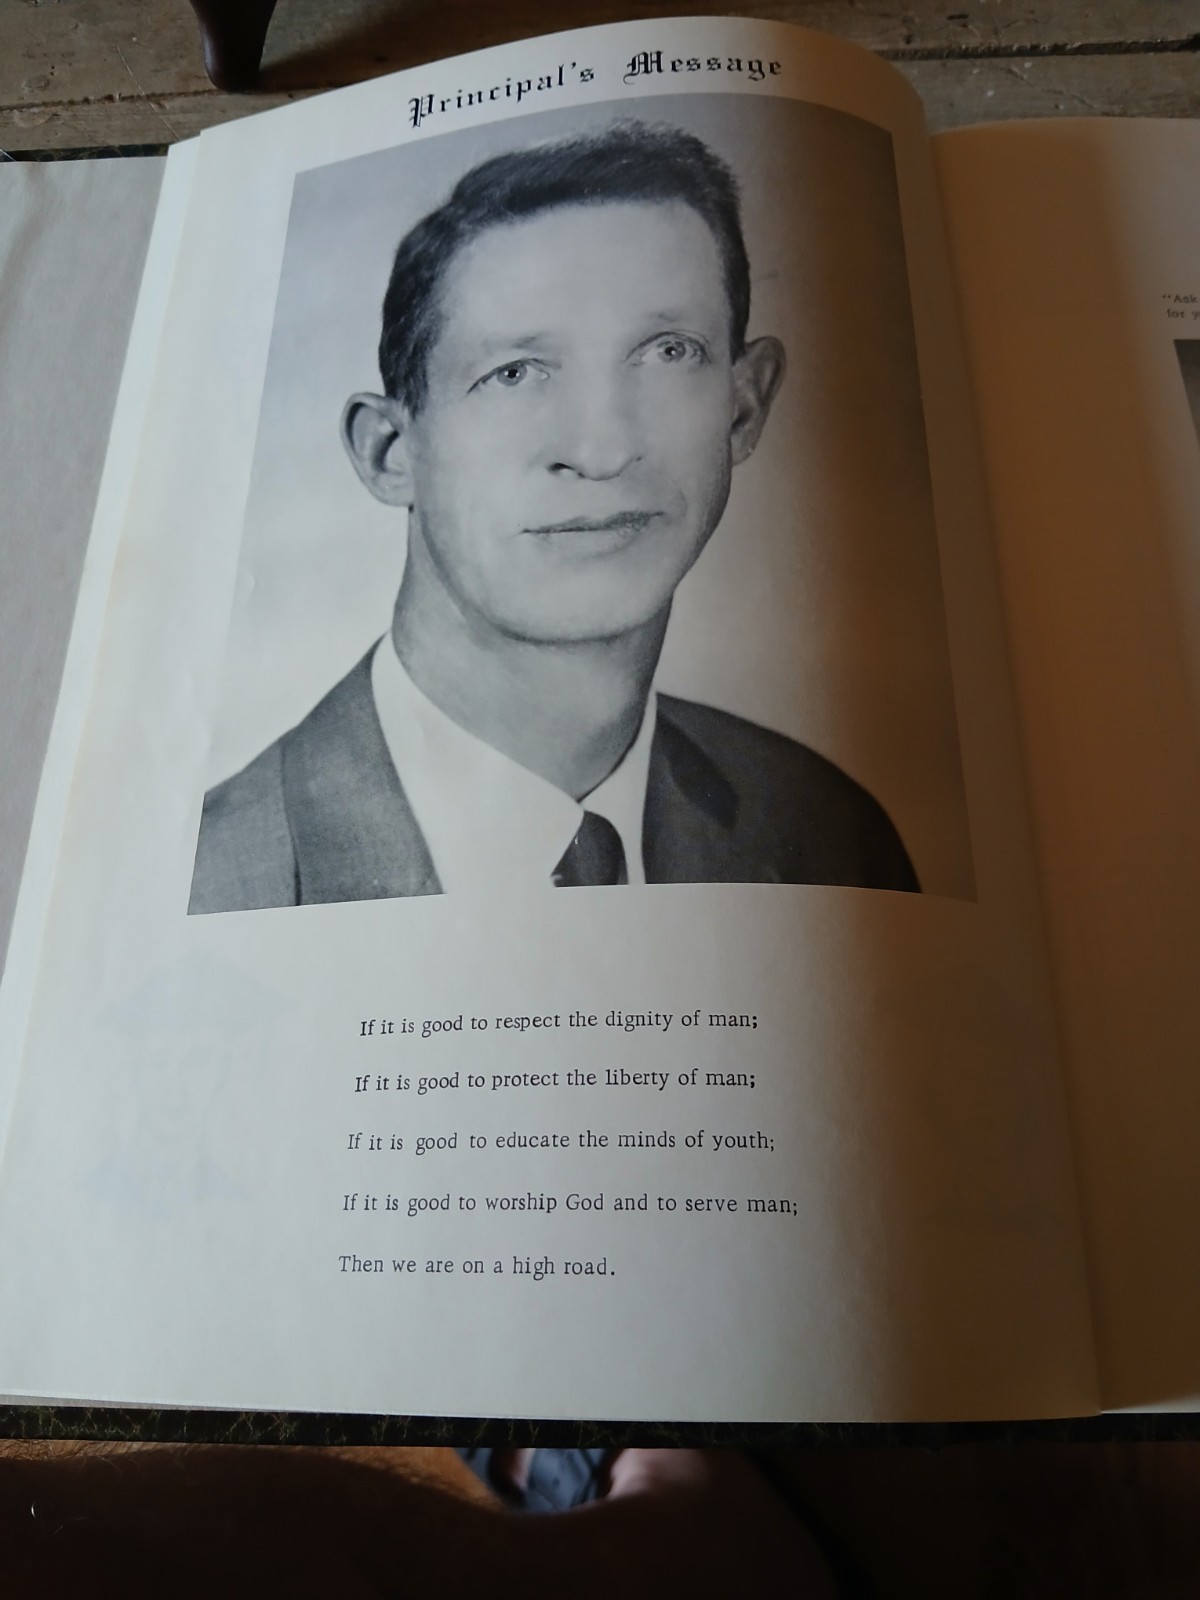 Principal's Message
If it is good to respect the dignity of man;
If it is good to protect the liberty of man;
If it is good to educate the minds of youth;
If it is good to worship God and to serve man;
Then we are on a high road.
"Ask
for